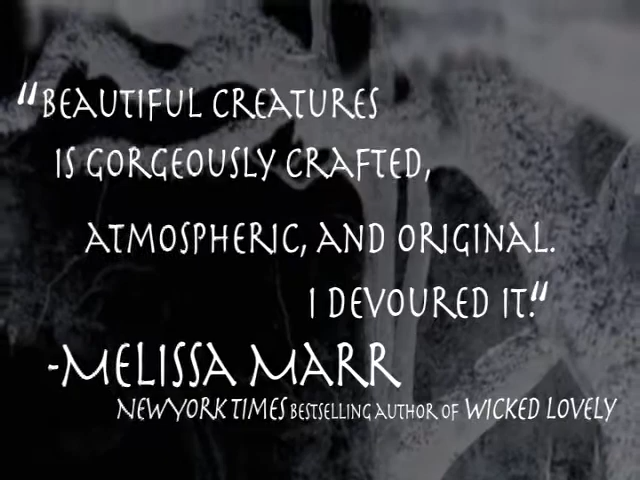 “BEAUTIFUL CREATURES
IS GORGEOUSLY CRAFTED,
ATMOSPHERIC, AND ORIGINAL.
I DEVOURED IT.“
-MELISSA MARR
NEW YORK TIMES BESTSELLING AUTHOR OF WICKED LOVELY